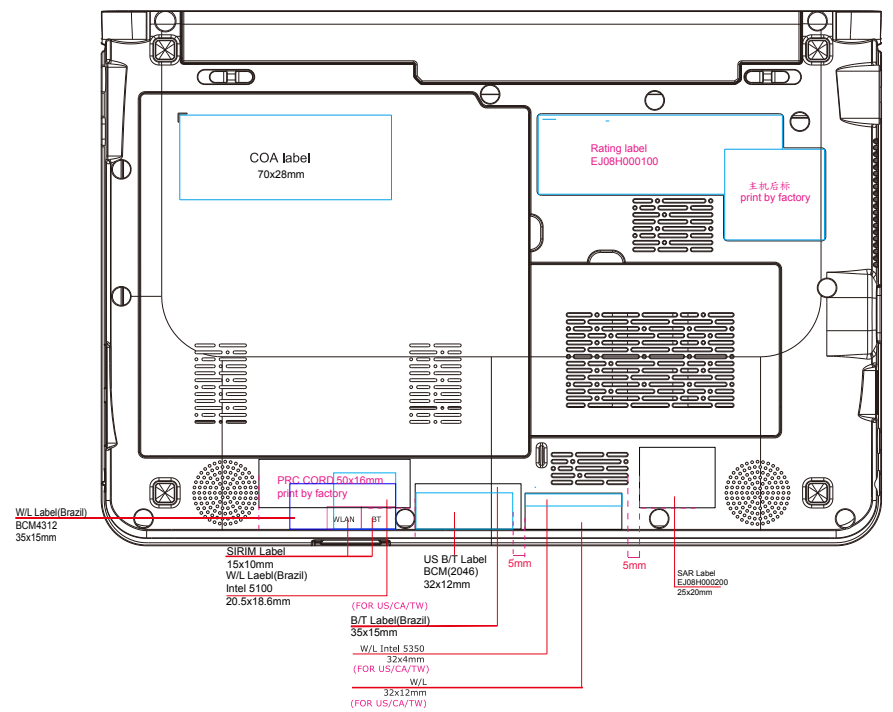 COA label
70x28mm
Rating label
EJ08H000100
主机后标
print by factory
PRC CORD 50x16mm
print by factory
WLAN
BT
W/L Label(Brazil)
BCM4312
35x15mm
SIRIM Label
15x10mm
W/L Laebl(Brazil)
Intel 5100
20.5x18.6mm
US B/T Label
BCM(2046)
32x12mm
5mm
5mm
SAR Label
EJ08H000200
25x20mm
(FOR US/CA/TW)
B/T Label(Brazil)
35x15mm
W/L Intel 5350
32x4mm
(FOR US/CA/TW)
W/L
32x12mm
(FOR US/CA/TW)